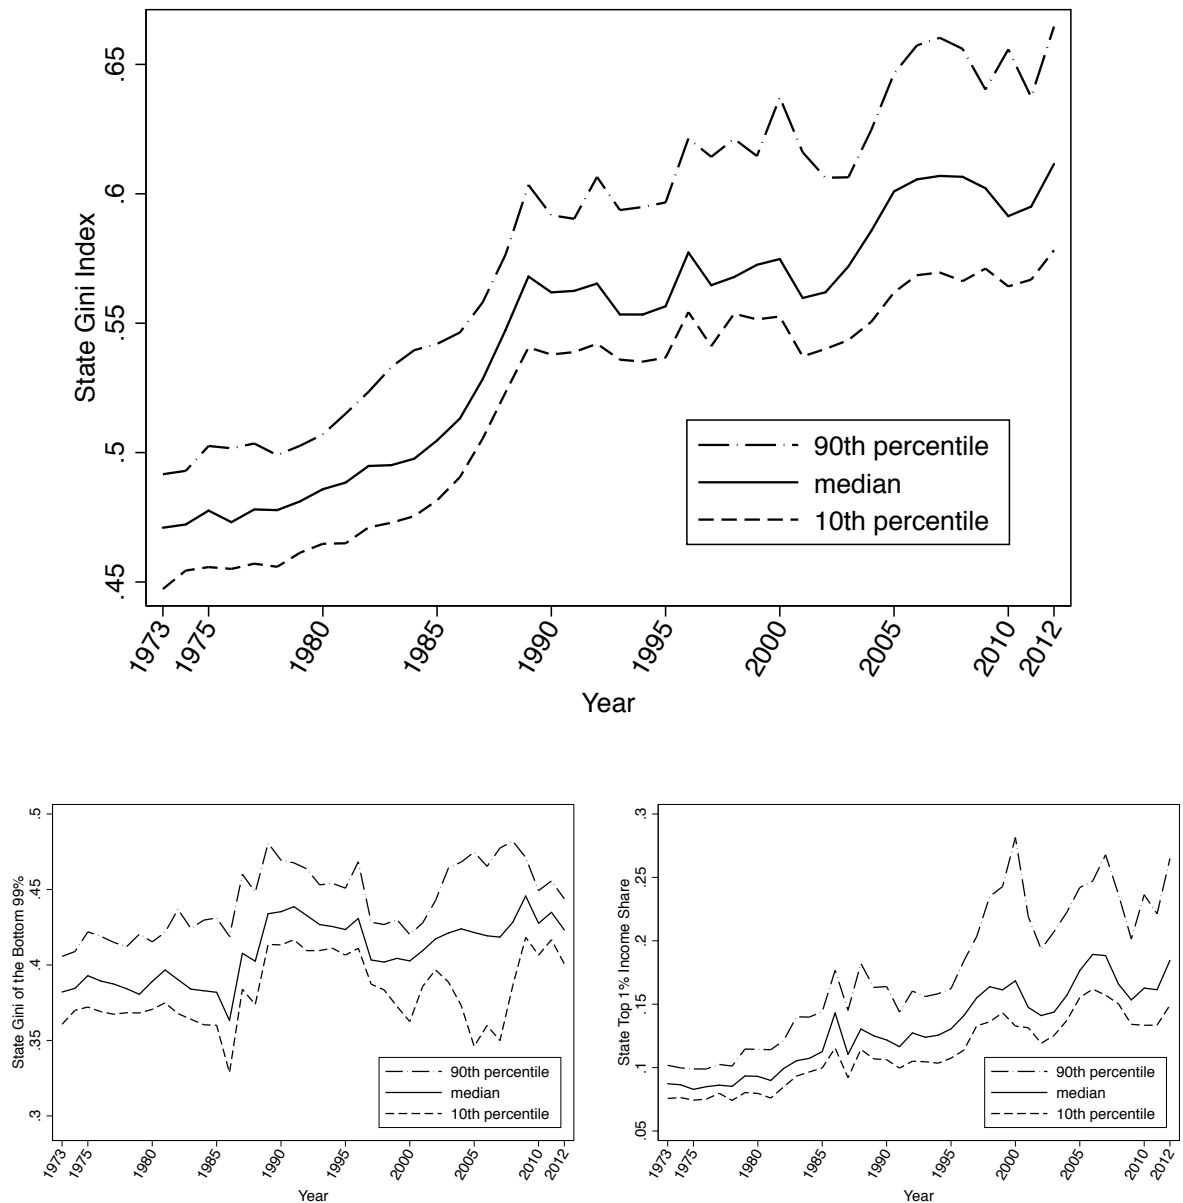 State Gini Index
.65
.6
.55
.5
.45
90th percentile
median
10th percentile
1973 1975 1980 1985 1990 1995 2000 2005 2010 2012
Year
State Gini of the Bottom 99%
.5
.45
.4
.35
.3
90th percentile
median
10th percentile
1973 1975 1980 1985 1990 1995 2000 2005 2010 2012
Year
State Top 1% Income Share
.3
.25
.2
.15
.1
.05
90th percentile
median
10th percentile
1973 1975 1980 1985 1990 1995 2000 2005 2010 2012
Year